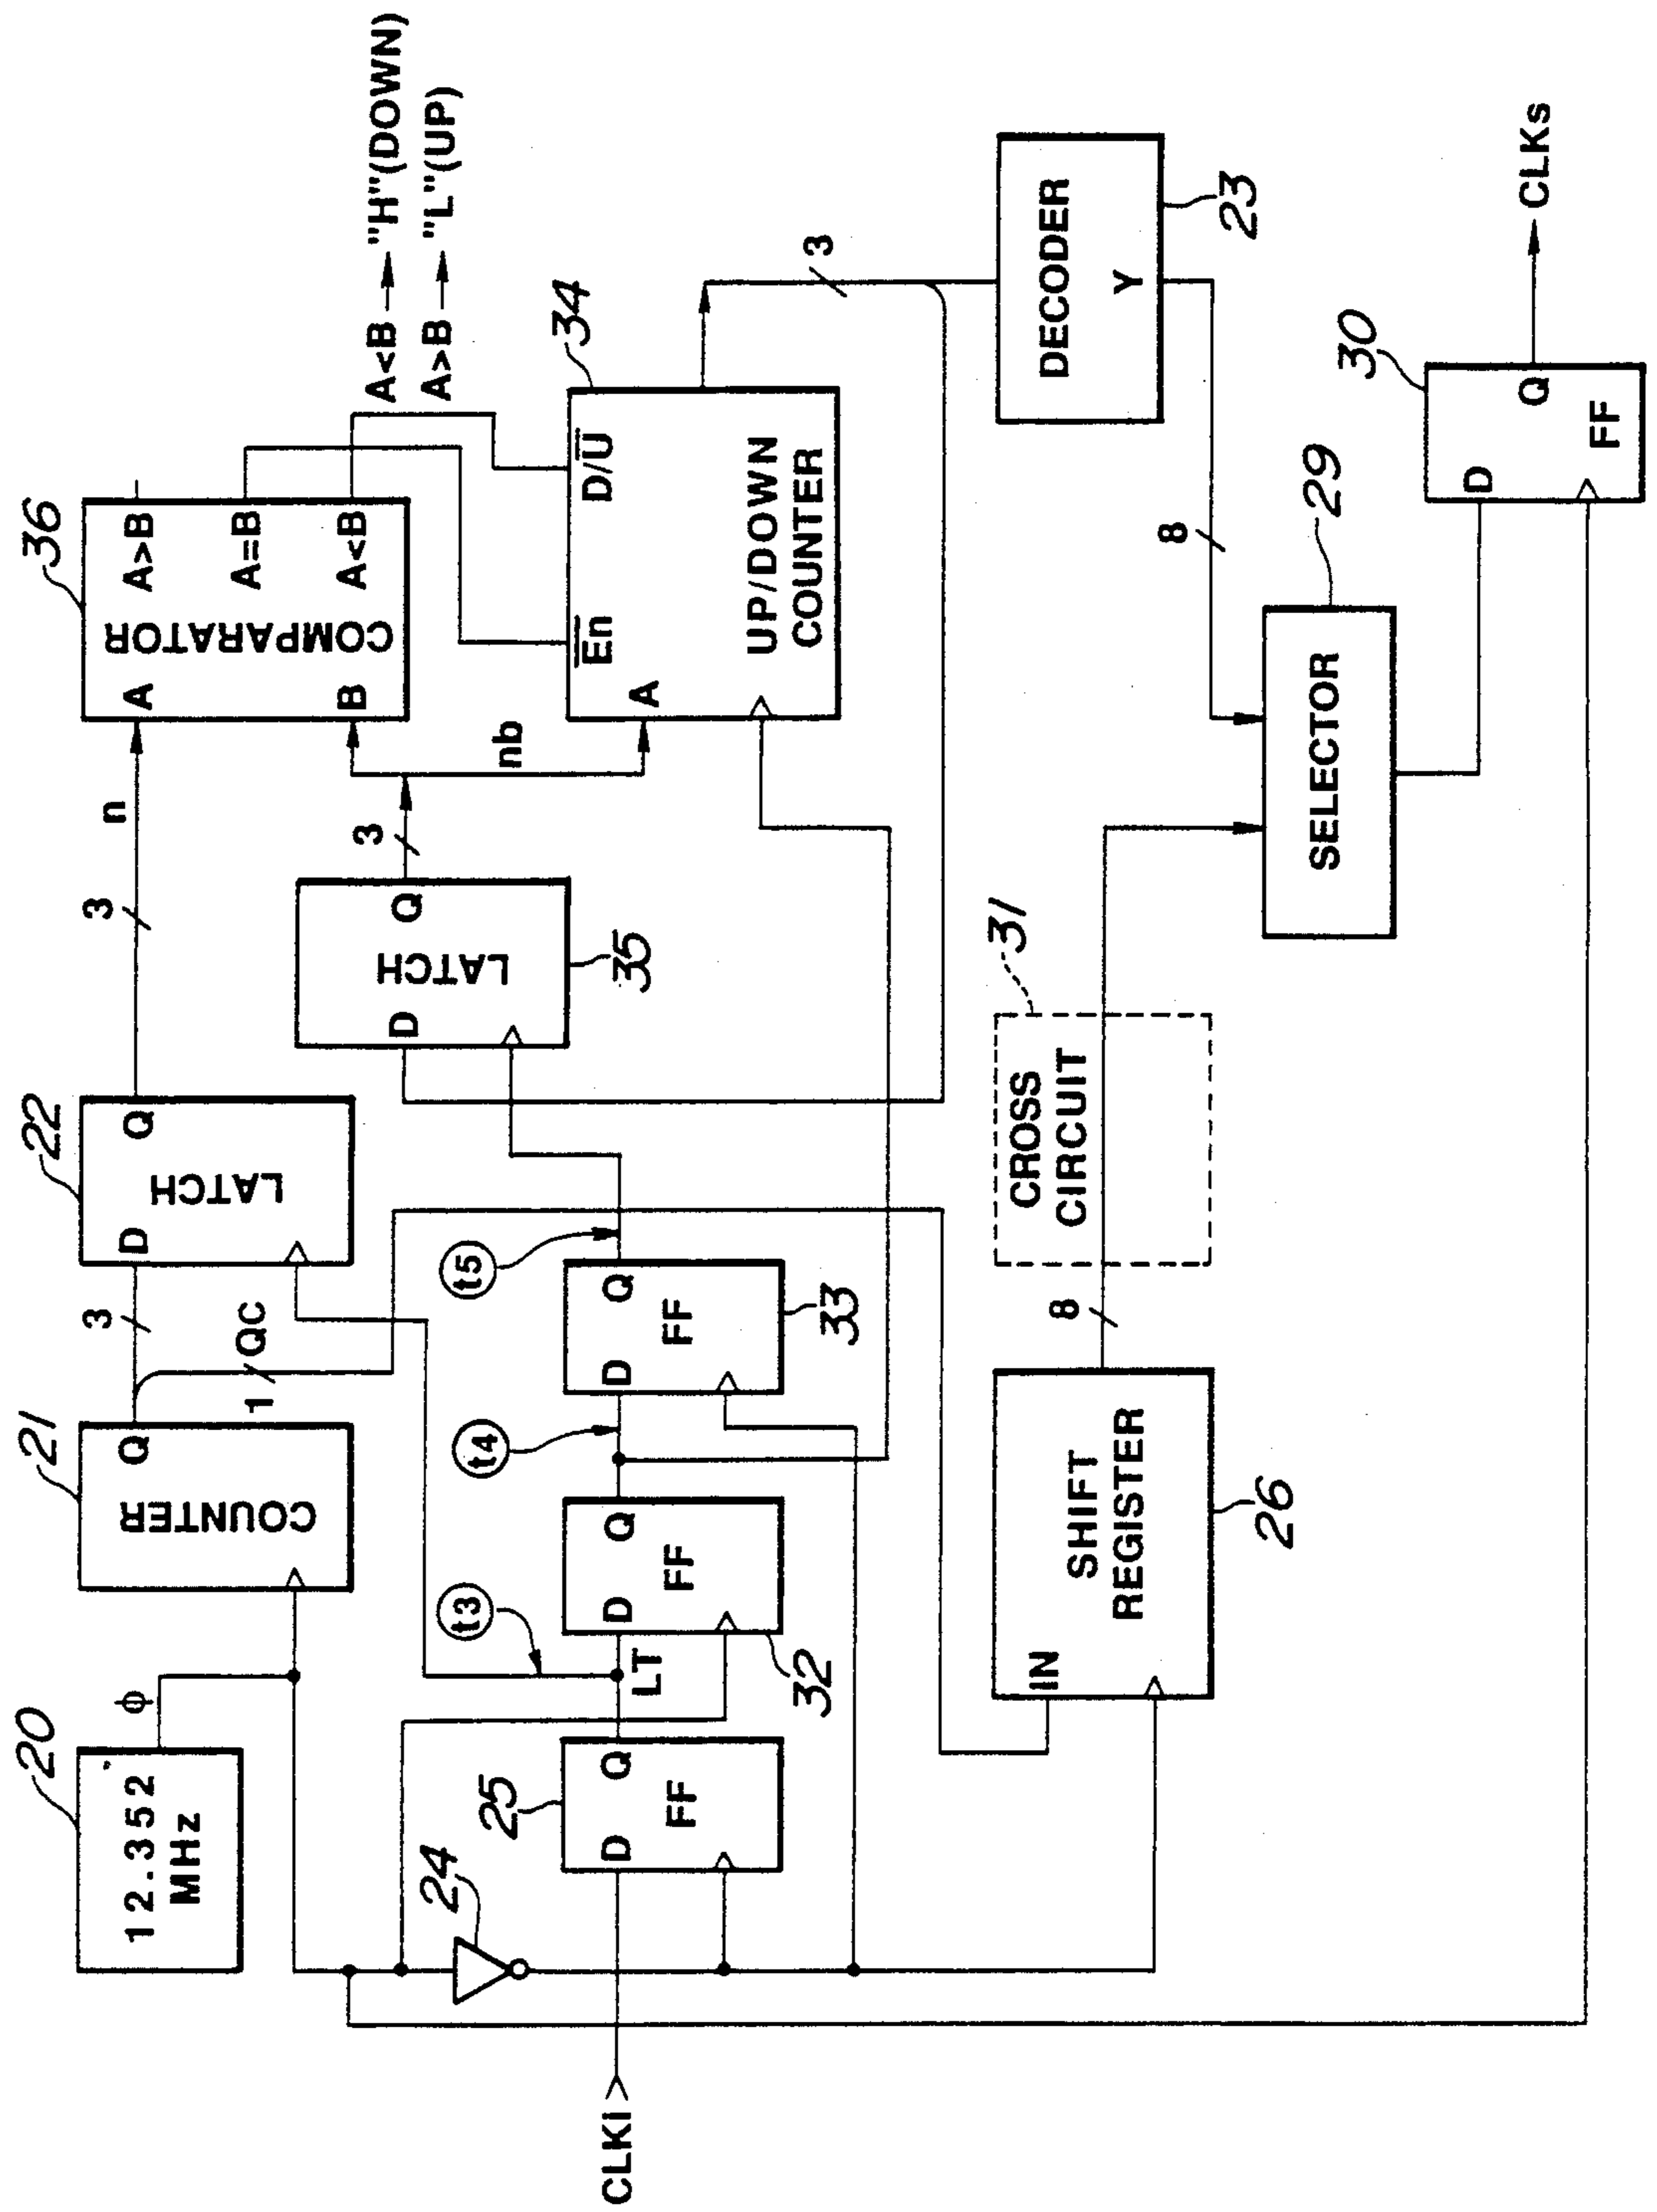 20
12.352
MHz
φ
21
COUNTER
Q
3
1
QC
22
D
Q
LATCH
3
n
36
A
B
COMPARATOR
A>B
A=B
A<B
A<B → "H"(DOWN)
A>B → "L"(UP)
D
Q
LATCH
35
3
nb
34
En
D/U
A
UP/DOWN
COUNTER
3
24
CLKI
25
D
Q
FF
LT
t3
D
Q
FF
32
t4
D
Q
FF
33
t5
IN
SHIFT
REGISTER
26
8
CROSS
CIRCUIT
31
DECODER
Y
23
8
SELECTOR
29
30
D
Q
FF
CLKs